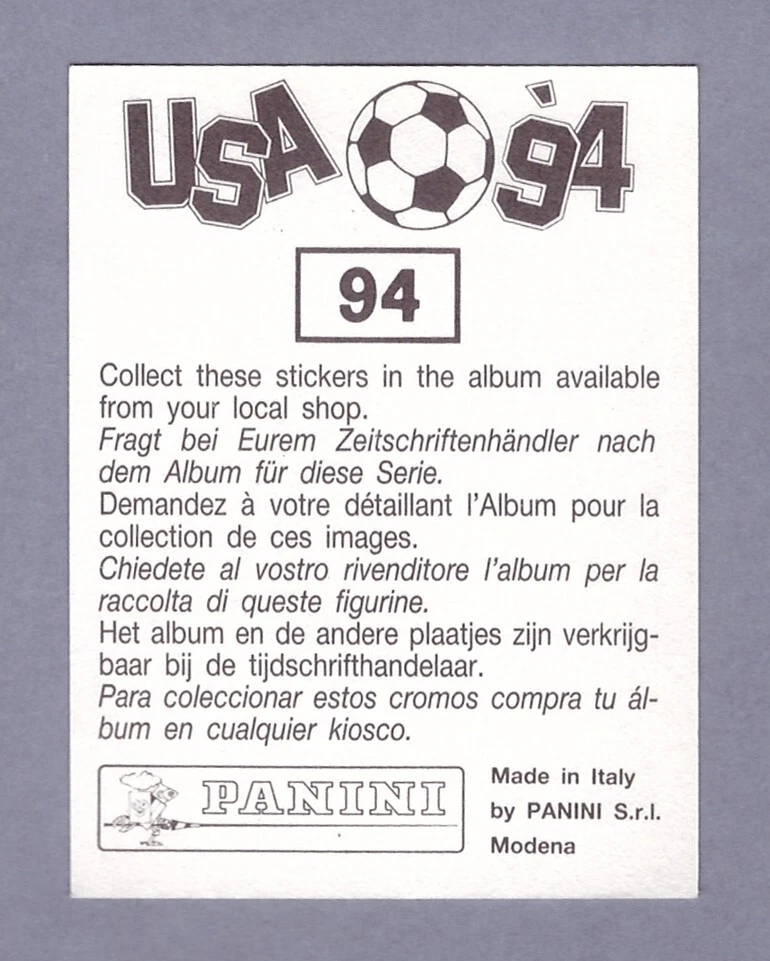 USA '94
94
Collect these stickers in the album available
from your local shop.
Fragt bei Eurem Zeitschriftenhändler nach
dem Album für diese Serie.
Demandez à votre détaillant l'Album pour la
collection de ces images.
Chiedete al vostro rivenditore l'album per la
raccolta di queste figurine.
Het album en de andere plaatjes zijn verkrijg-
baar bij de tijdschrifthandelaar.
Para coleccionar estos cromos compra tu ál-
bum en cualquier kiosco.
PANINI
Made in Italy
by PANINI S.r.l.
Modena